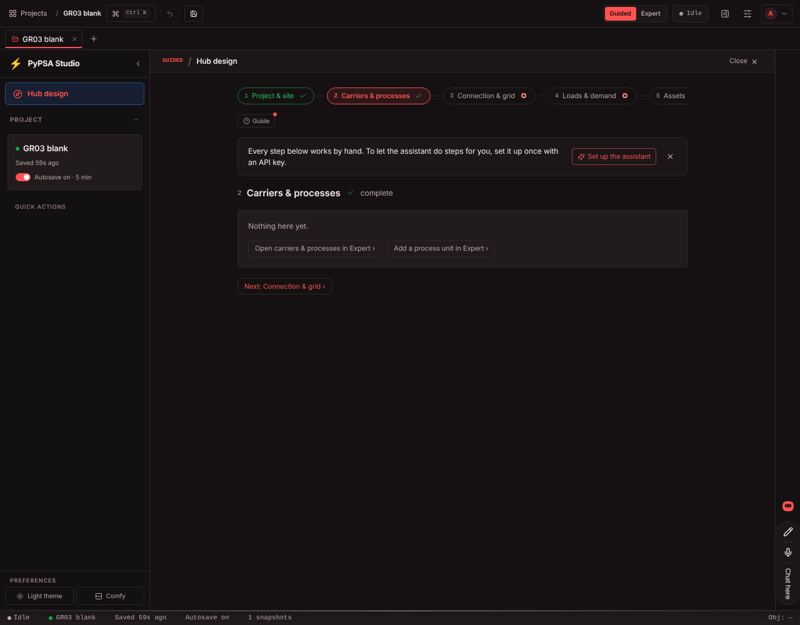 Projects / GR03 blank ⌘ Ctrl K Guided Expert Idle A
GR03 blank × +
⚡ PyPSA Studio
GUIDED / Hub design Close ×
Hub design
1 Project & site ✓ 2 Carriers & processes ✓ 3 Connection & grid 4 Loads & demand 5 Assets
PROJECT
Guide
GR03 blank
Saved 59s ago
Autosave on · 5 min
Every step below works by hand. To let the assistant do steps for you, set it up once with
an API key.
Set up the assistant ×
2 Carriers & processes ✓ complete
QUICK ACTIONS
Nothing here yet.
Open carriers & processes in Expert › Add a process unit in Expert ›
Next: Connection & grid ›
Chat here
PREFERENCES
Light theme Comfy
Idle GR03 blank Saved 59s ago Autosave on 1 snapshots Obj: —